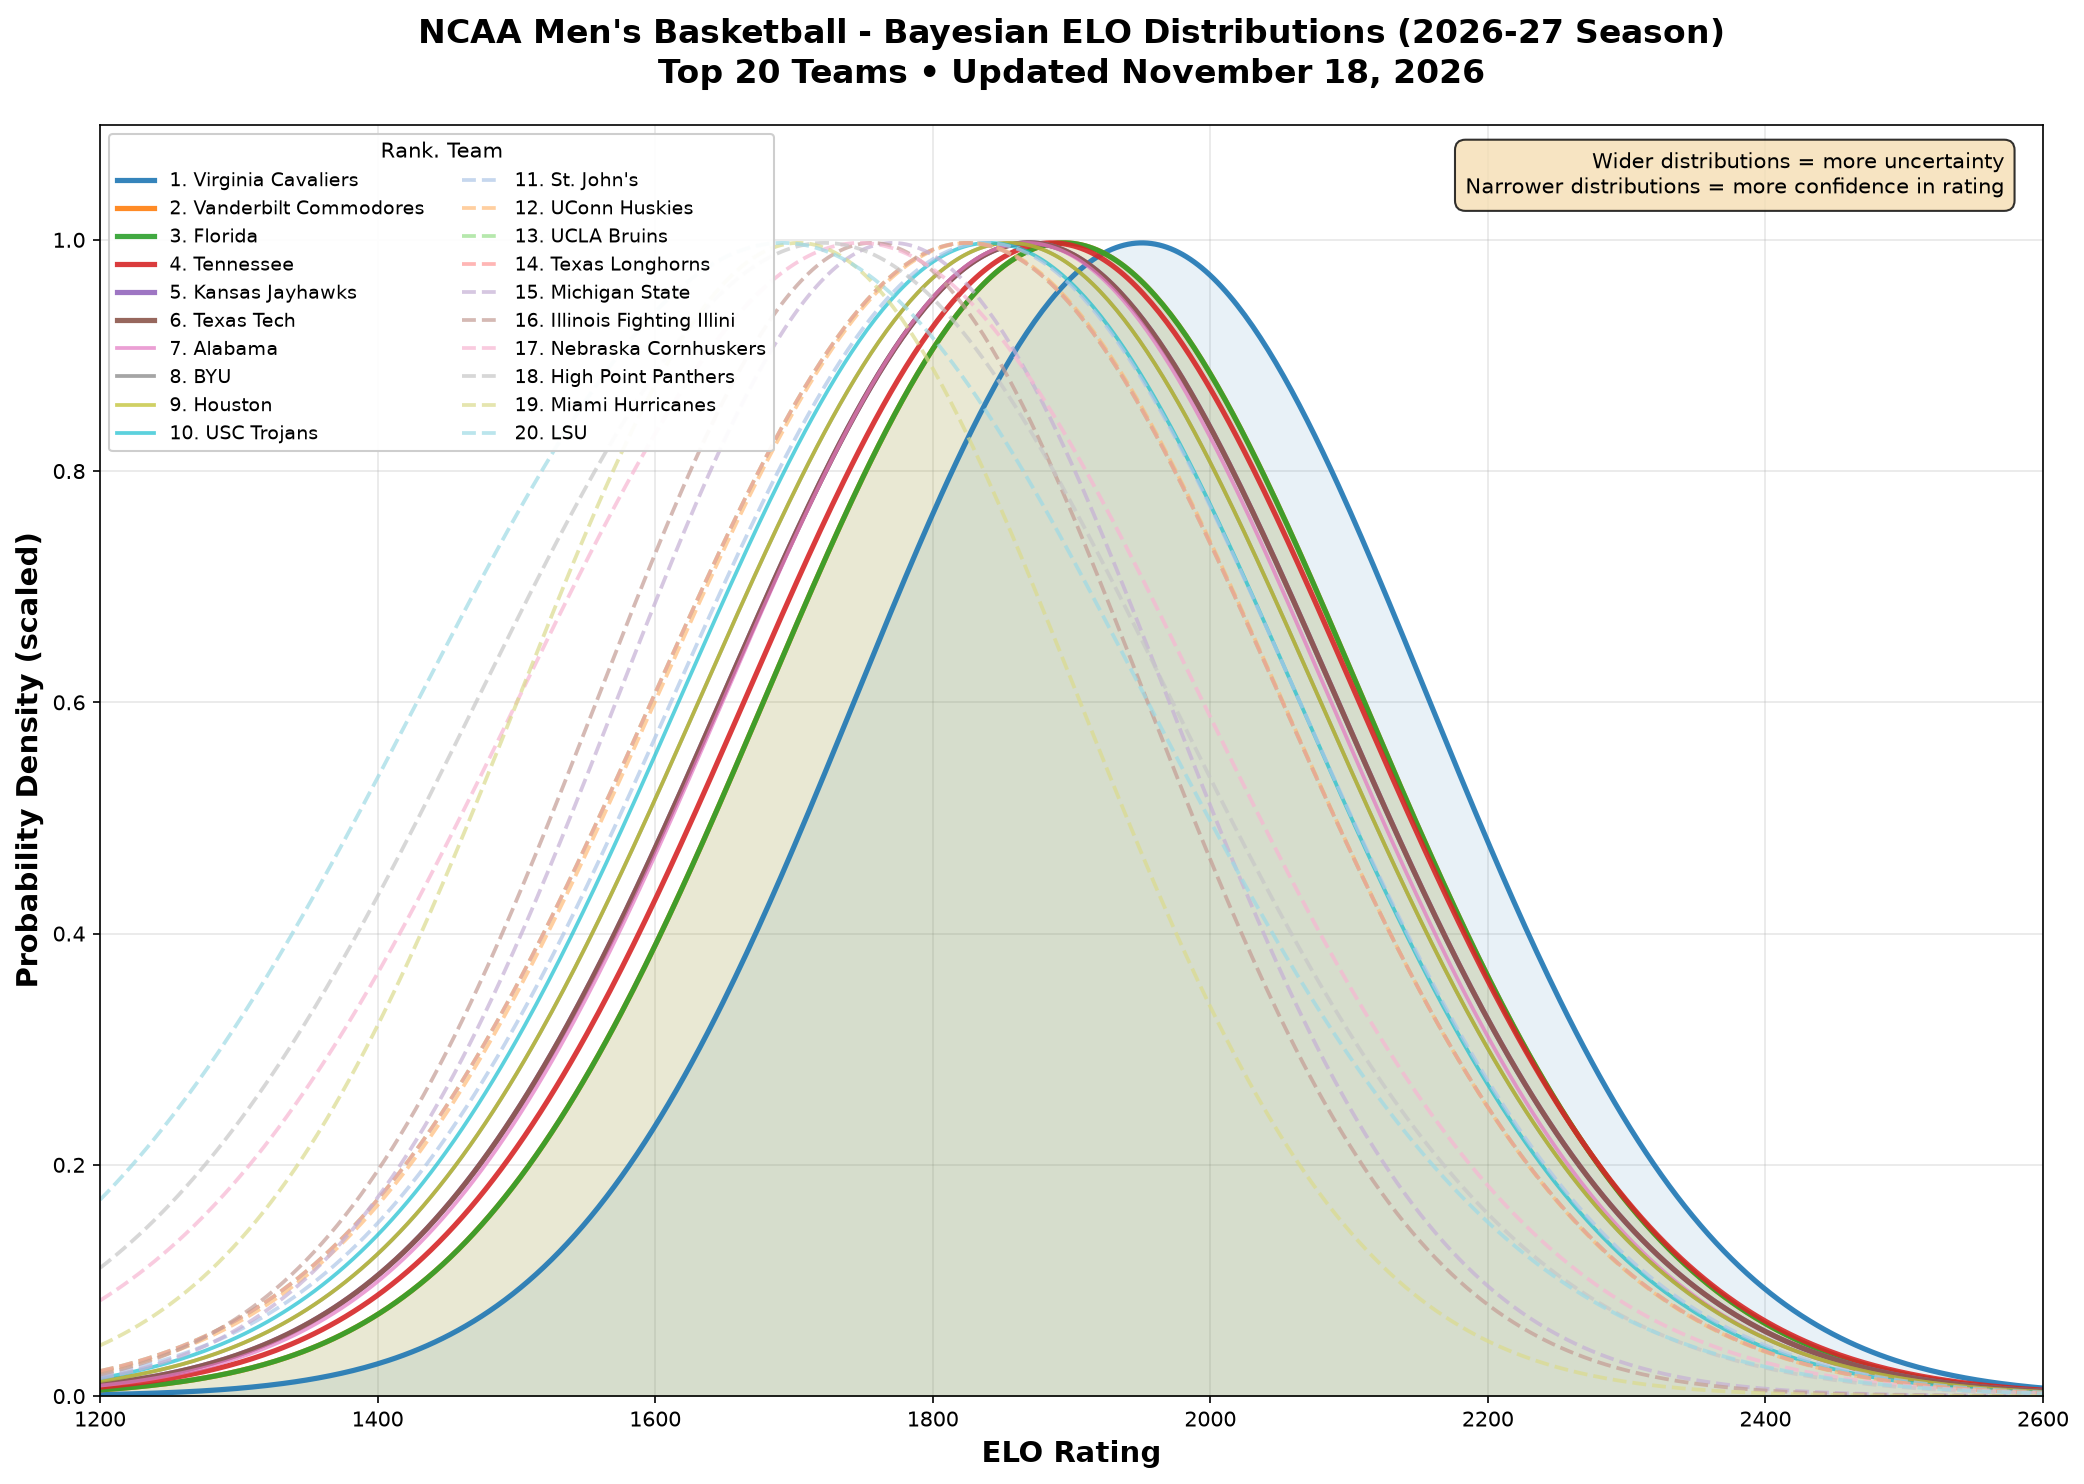 NCAA Men's Basketball - Bayesian ELO Distributions (2026-27 Season)
Top 20 Teams • Updated November 18, 2026
Rank. Team
1. Virginia Cavaliers
2. Vanderbilt Commodores
3. Florida
4. Tennessee
5. Kansas Jayhawks
6. Texas Tech
7. Alabama
8. BYU
9. Houston
10. USC Trojans
11. St. John's
12. UConn Huskies
13. UCLA Bruins
14. Texas Longhorns
15. Michigan State
16. Illinois Fighting Illini
17. Nebraska Cornhuskers
18. High Point Panthers
19. Miami Hurricanes
20. LSU
Wider distributions = more uncertainty
Narrower distributions = more confidence in rating
Probability Density (scaled)
1.0
0.8
0.6
0.4
0.2
0.0
1200 1400 1600 1800 2000 2200 2400 2600
ELO Rating